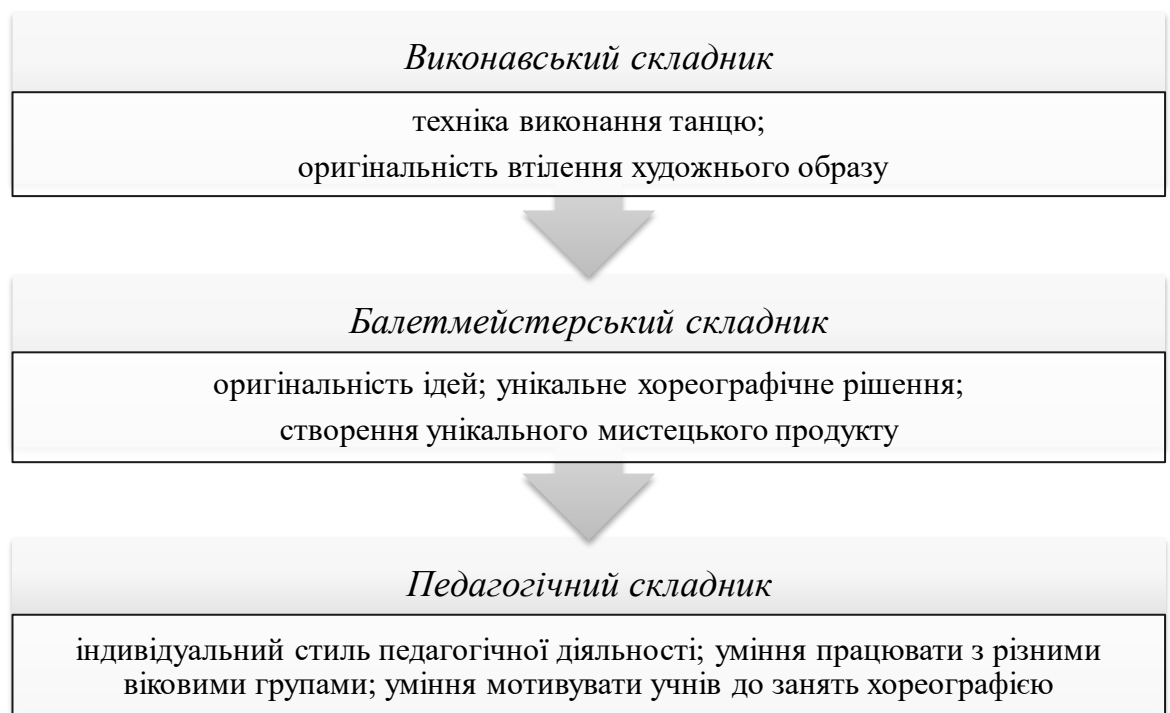 Виконавський складник
техніка виконання танцю;
оригінальність втілення художнього образу
Балетмейстерський складник
оригінальність ідей; унікальне хореографічне рішення;
створення унікального мистецького продукту
Педагогічний складник
індивідуальний стиль педагогічної діяльності; уміння працювати з різними
віковими групами; уміння мотивувати учнів до занять хореографією